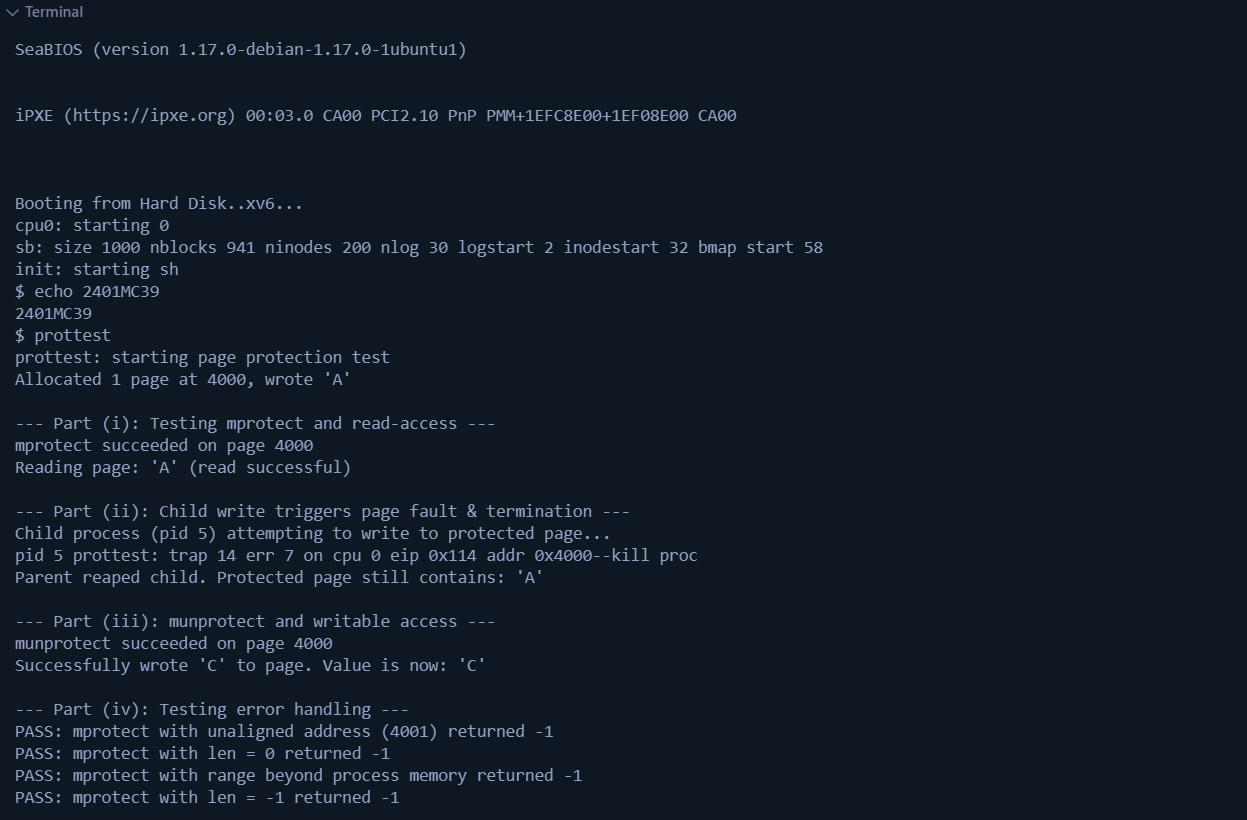 Terminal
SeaBIOS (version 1.17.0-debian-1.17.0-1ubuntu1)
iPXE (https://ipxe.org) 00:03.0 CA00 PCI2.10 PnP PMM+1EFC8E00+1EF08E00 CA00
Booting from Hard Disk..xv6...
cpu0: starting 0
sb: size 1000 nblocks 941 ninodes 200 nlog 30 logstart 2 inodestart 32 bmap start 58
init: starting sh
$ echo 2401MC39
2401MC39
$ prottest
prottest: starting page protection test
Allocated 1 page at 4000, wrote 'A'
--- Part (i): Testing mprotect and read-access ---
mprotect succeeded on page 4000
Reading page: 'A' (read successful)
--- Part (ii): Child write triggers page fault & termination ---
Child process (pid 5) attempting to write to protected page...
pid 5 prottest: trap 14 err 7 on cpu 0 eip 0x114 addr 0x4000--kill proc
Parent reaped child. Protected page still contains: 'A'
--- Part (iii): munprotect and writable access ---
munprotect succeeded on page 4000
Successfully wrote 'C' to page. Value is now: 'C'
--- Part (iv): Testing error handling ---
PASS: mprotect with unaligned address (4001) returned -1
PASS: mprotect with len = 0 returned -1
PASS: mprotect with range beyond process memory returned -1
PASS: mprotect with len = -1 returned -1